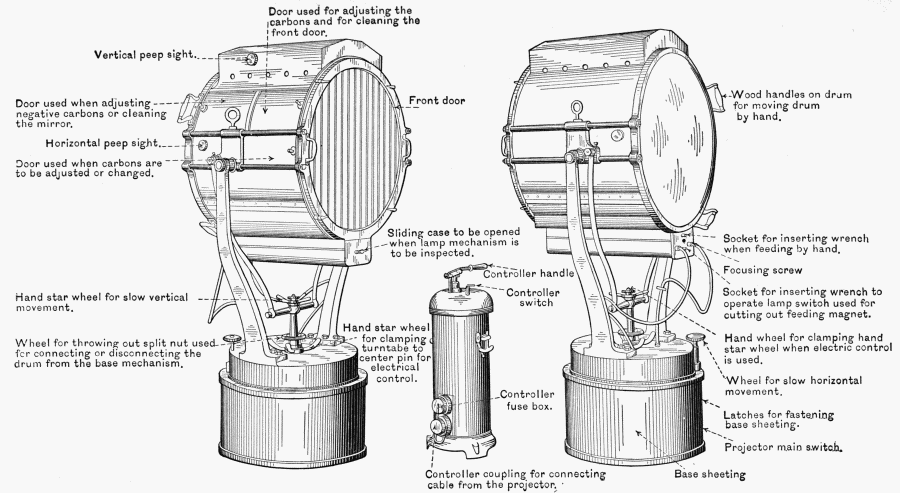 Door used for adjusting the
carbons and for cleaning the
front door.
Vertical peep sight.
Door used when adjusting
negative carbons or cleaning
the mirror.
Horizontal peep sight.
Door used when carbons are
to be adjusted or changed.
Front door
Sliding case to be opened
when lamp mechanism is
to be inspected.
Hand star wheel for slow vertical
movement.
Wheel for throwing out split nut used
for connecting or disconnecting the
drum from the base mechanism.
Hand star wheel
for clamping
turntable to
center pin for
electrical
control.
Controller handle
Controller
switch
Controller
fuse box.
Controller coupling for connecting
cable from the projector.
Wood handles on drum
for moving drum
by hand.
Socket for inserting wrench
when feeding by hand.
Focusing screw
Socket for inserting wrench to
operate lamp switch used for
cutting out feeding magnet.
Hand wheel for clamping hand
star wheel when electric control
is used.
Wheel for slow horizontal
movement.
Latches for fastening
base sheeting.
Projector main switch.
Base sheeting